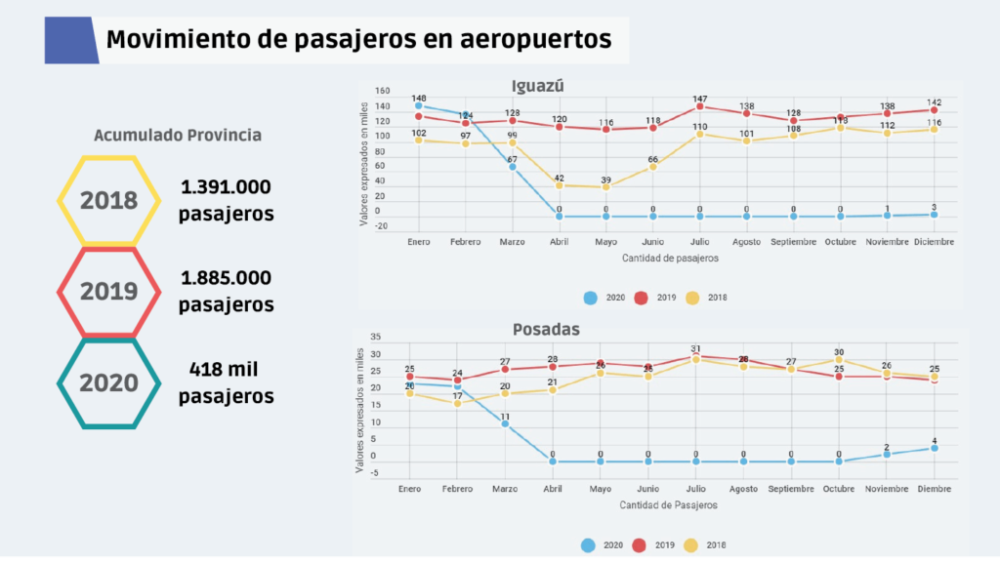 Movimiento de pasajeros en aeropuertos
Acumulado Provincia
2018
1.391.000
pasajeros
2019
1.885.000
pasajeros
2020
418 mil
pasajeros
Iguazú
Valores expresados en miles
160
140
120
100
80
60
40
20
0
-20
148 124 128 120 116 118 147 138 128 113 138 142
102 97 99 42 39 66 110 101 108 112 116
67 0 0 0 0 0 0 0 1 3
Enero Febrero Marzo Abril Mayo Junio Julio Agosto Septiembre Octubre Noviembre Diciembre
Cantidad de pasajeros
2020 2019 2018
Posadas
Valores expresados en miles
35
30
25
20
15
10
5
0
-5
25 24 27 28 26 25 31 28 27 30 26 25
20 17 20 21 25
11 0 0 0 0 0 0 0 2 4
Enero Febrero Marzo Abril Mayo Junio Julio Agosto Septiembre Octubre Noviembre Diembre
Cantidad de Pasajeros
2020 2019 2018